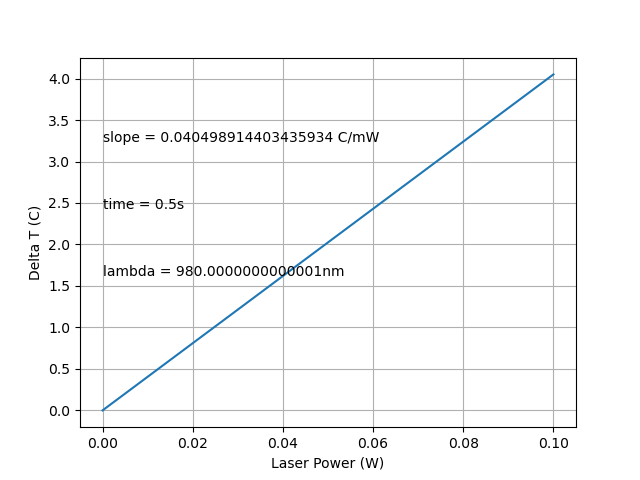 4.0
3.5
slope = 0.040498914403435934 C/mW
3.0
2.5
time = 0.5s
2.0
lambda = 980.0000000000001nm
1.5
1.0
0.5
0.0
Delta T (C)
0.00 0.02 0.04 0.06 0.08 0.10
Laser Power (W)